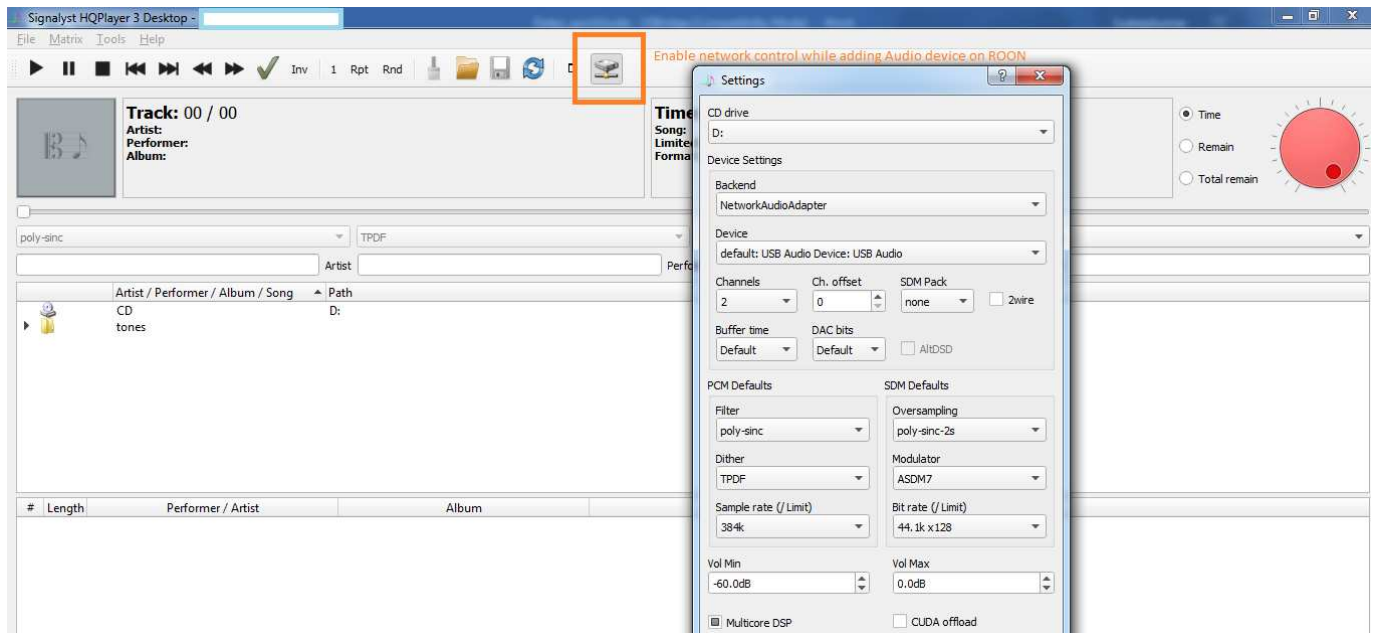 Signalyst HQPlayer 3 Desktop -
File Matrix Tools Help
Inv 1 Rpt Rnd
Enable network control while adding Audio device on ROON
Track: 00 / 00
Artist:
Performer:
Album:
Time
Song:
Limite
Forma
Time
Remain
Total remain
poly-sinc
TPDF
Artist
Perfo
Artist / Performer / Album / Song Path
CD D:
tones
# Length Performer / Artist Album
Settings
CD drive
D:
Device Settings
Backend
NetworkAudioAdapter
Device
default: USB Audio Device: USB Audio
Channels Ch. offset SDM Pack
2 0 none 2wire
Buffer time DAC bits
Default Default AltDSD
PCM Defaults SDM Defaults
Filter Oversampling
poly-sinc poly-sinc-2s
Dither Modulator
TPDF ASDM7
Sample rate (/ Limit) Bit rate (/ Limit)
384k 44.1k x128
Vol Min Vol Max
-60.0dB 0.0dB
Multicore DSP CUDA offload